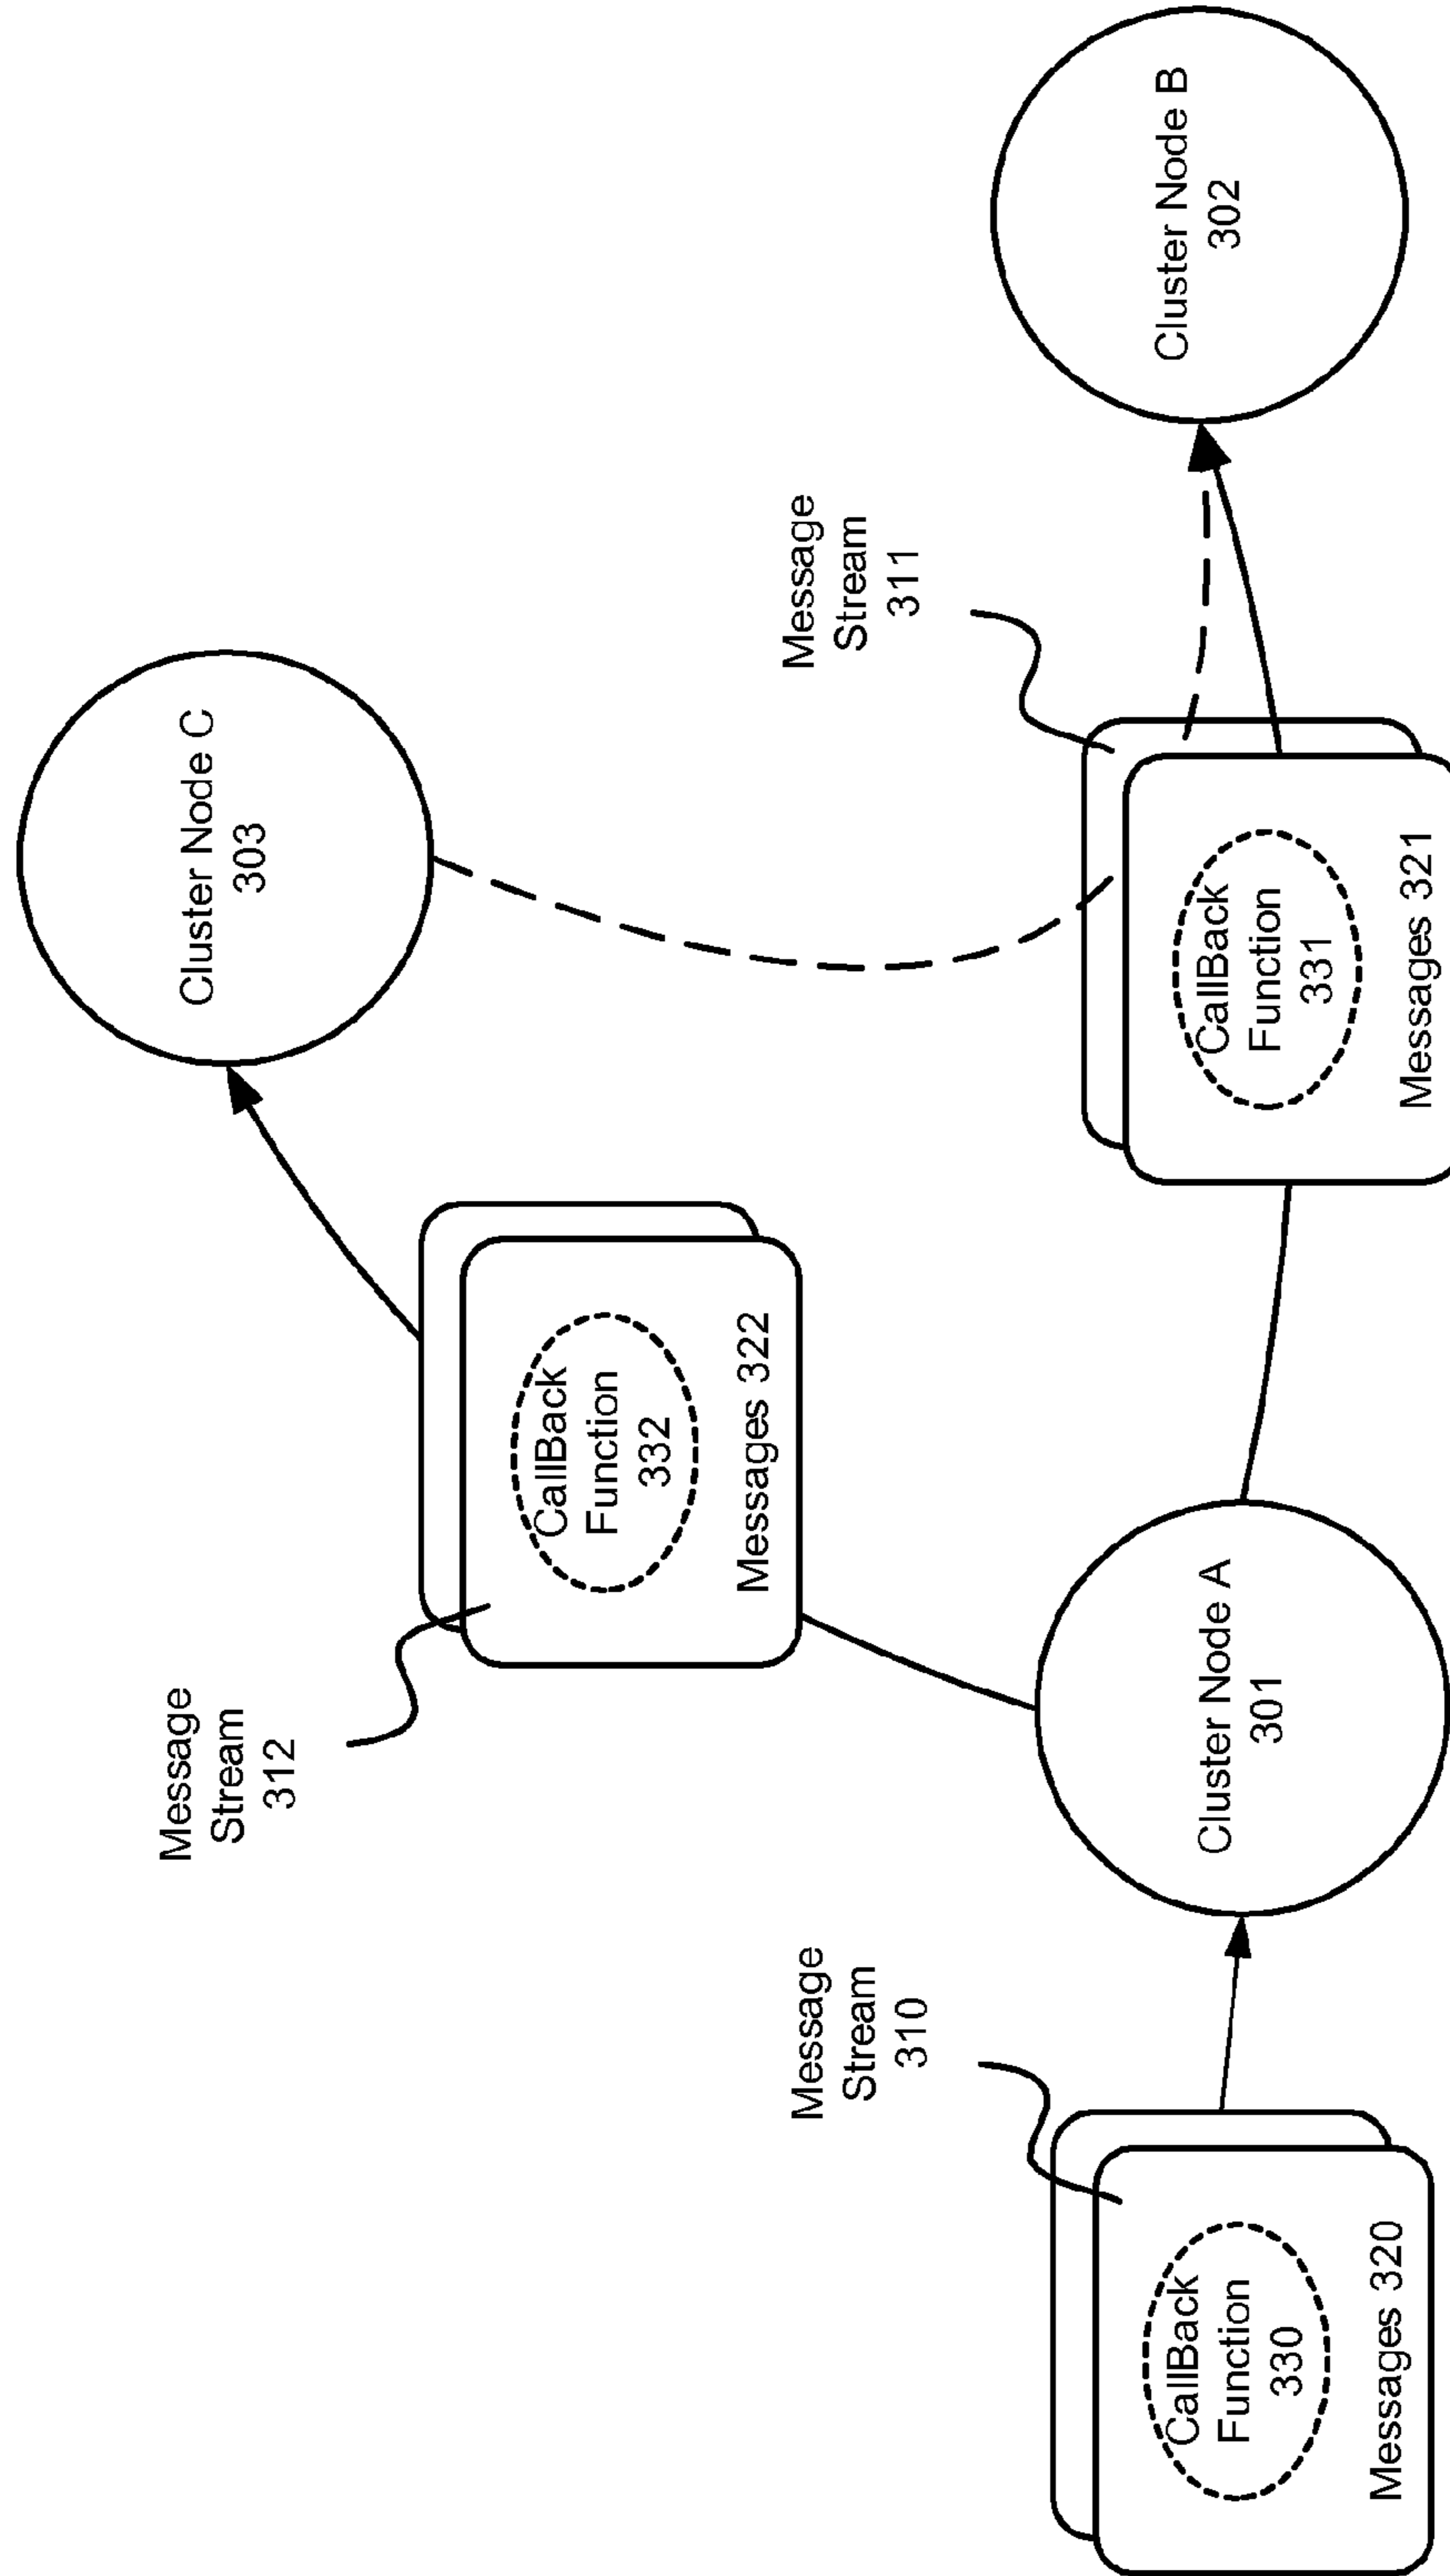 Message
Stream
312
Cluster Node C
303
CallBack
Function
332
Messages 322
Message
Stream
310
Message
Stream
311
CallBack
Function
330
Messages 320
Cluster Node A
301
CallBack
Function
331
Messages 321
Cluster Node B
302